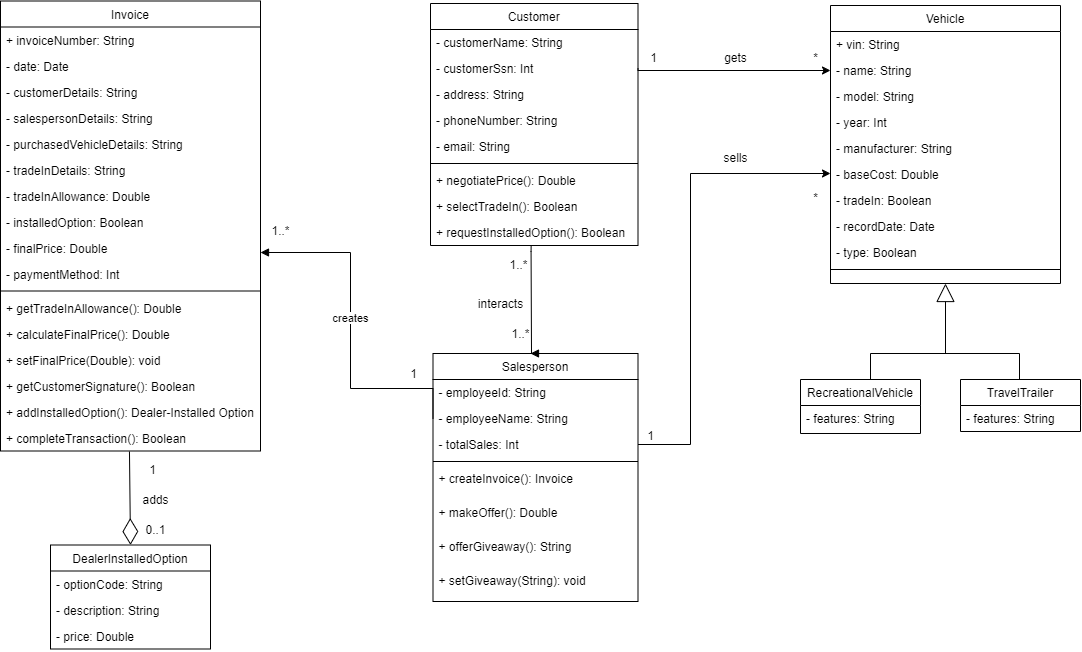 Invoice
+ invoiceNumber: String
- date: Date
- customerDetails: String
- salespersonDetails: String
- purchasedVehicleDetails: String
- tradeInDetails: String
- tradeInAllowance: Double
- installedOption: Boolean
- finalPrice: Double
- paymentMethod: Int
+ getTradeInAllowance(): Double
+ calculateFinalPrice(): Double
+ setFinalPrice(Double): void
+ getCustomerSignature(): Boolean
+ addInstalledOption(): Dealer-Installed Option
+ completeTransaction(): Boolean
1
adds
0..1
DealerInstalledOption
- optionCode: String
- description: String
- price: Double
1..*
creates
1
Customer
- customerName: String
- customerSsn: Int
- address: String
- phoneNumber: String
- email: String
+ negotiatePrice(): Double
+ selectTradeIn(): Boolean
+ requestInstalledOption(): Boolean
1..*
interacts
1..*
Salesperson
- employeeId: String
- employeeName: String
- totalSales: Int
+ createInvoice(): Invoice
+ makeOffer(): Double
+ offerGiveaway(): String
+ setGiveaway(String): void
1
gets
*
sells
*
1
Vehicle
+ vin: String
- name: String
- model: String
- year: Int
- manufacturer: String
- baseCost: Double
- tradeIn: Boolean
- recordDate: Date
- type: Boolean
RecreationalVehicle
- features: String
TravelTrailer
- features: String